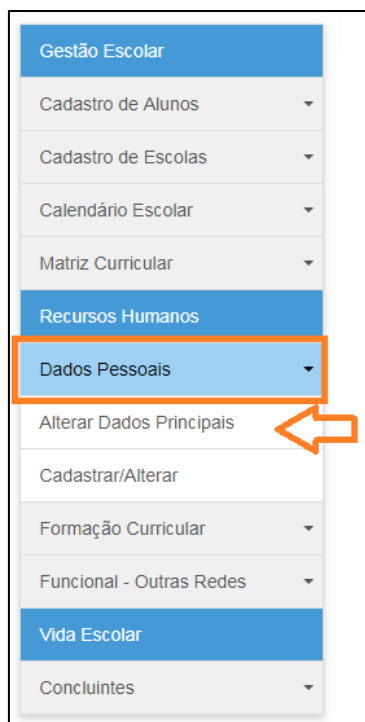 Gestão Escolar
Cadastro de Alunos
Cadastro de Escolas
Calendário Escolar
Matriz Curricular
Recursos Humanos
Dados Pessoais
Alterar Dados Principais
Cadastrar/Alterar
Formação Curricular
Funcional - Outras Redes
Vida Escolar
Concluintes